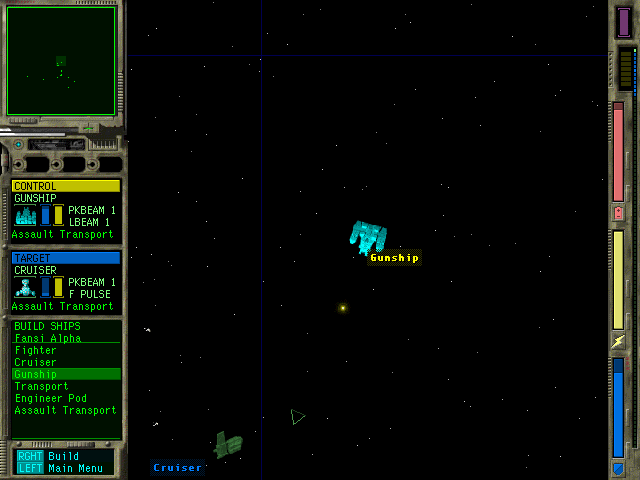 CONTROL
GUNSHIP
PKBEAM 1
LBEAM 1
Assault Transport
TARGET
CRUISER
PKBEAM 1
F PULSE
Assault Transport
BUILD SHIPS
Fansi Alpha
Fighter
Cruiser
Gunship
Transport
Engineer Pod
Assault Transport
RGHT Build
LEFT Main Menu
Gunship
Cruiser